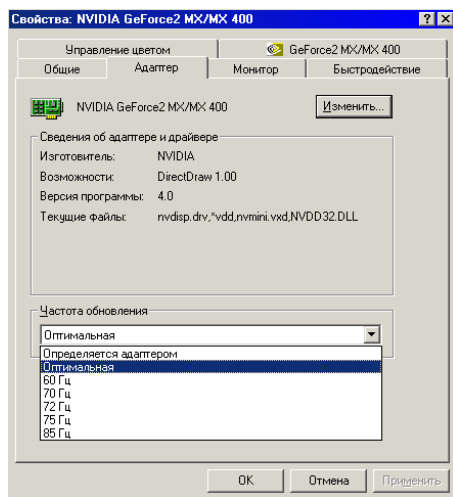 Свойства: NVIDIA GeForce2 MX/MX 400
Управление цветом
GeForce2 MX/MX 400
Общие
Адаптер
Монитор
Быстродействие
NVIDIA GeForce2 MX/MX 400
Изменить...
Сведения об адаптере и драйвере
Изготовитель: NVIDIA
Возможности: DirectDraw 1.00
Версия программы: 4.0
Текущие файлы: nvdisp.drv,*vdd,nvmini.vxd,NVDD32.DLL
Частота обновления
Оптимальная
Определяется адаптером
Оптимальная
60 Гц
70 Гц
72 Гц
75 Гц
85 Гц
OK
Отмена
Применить